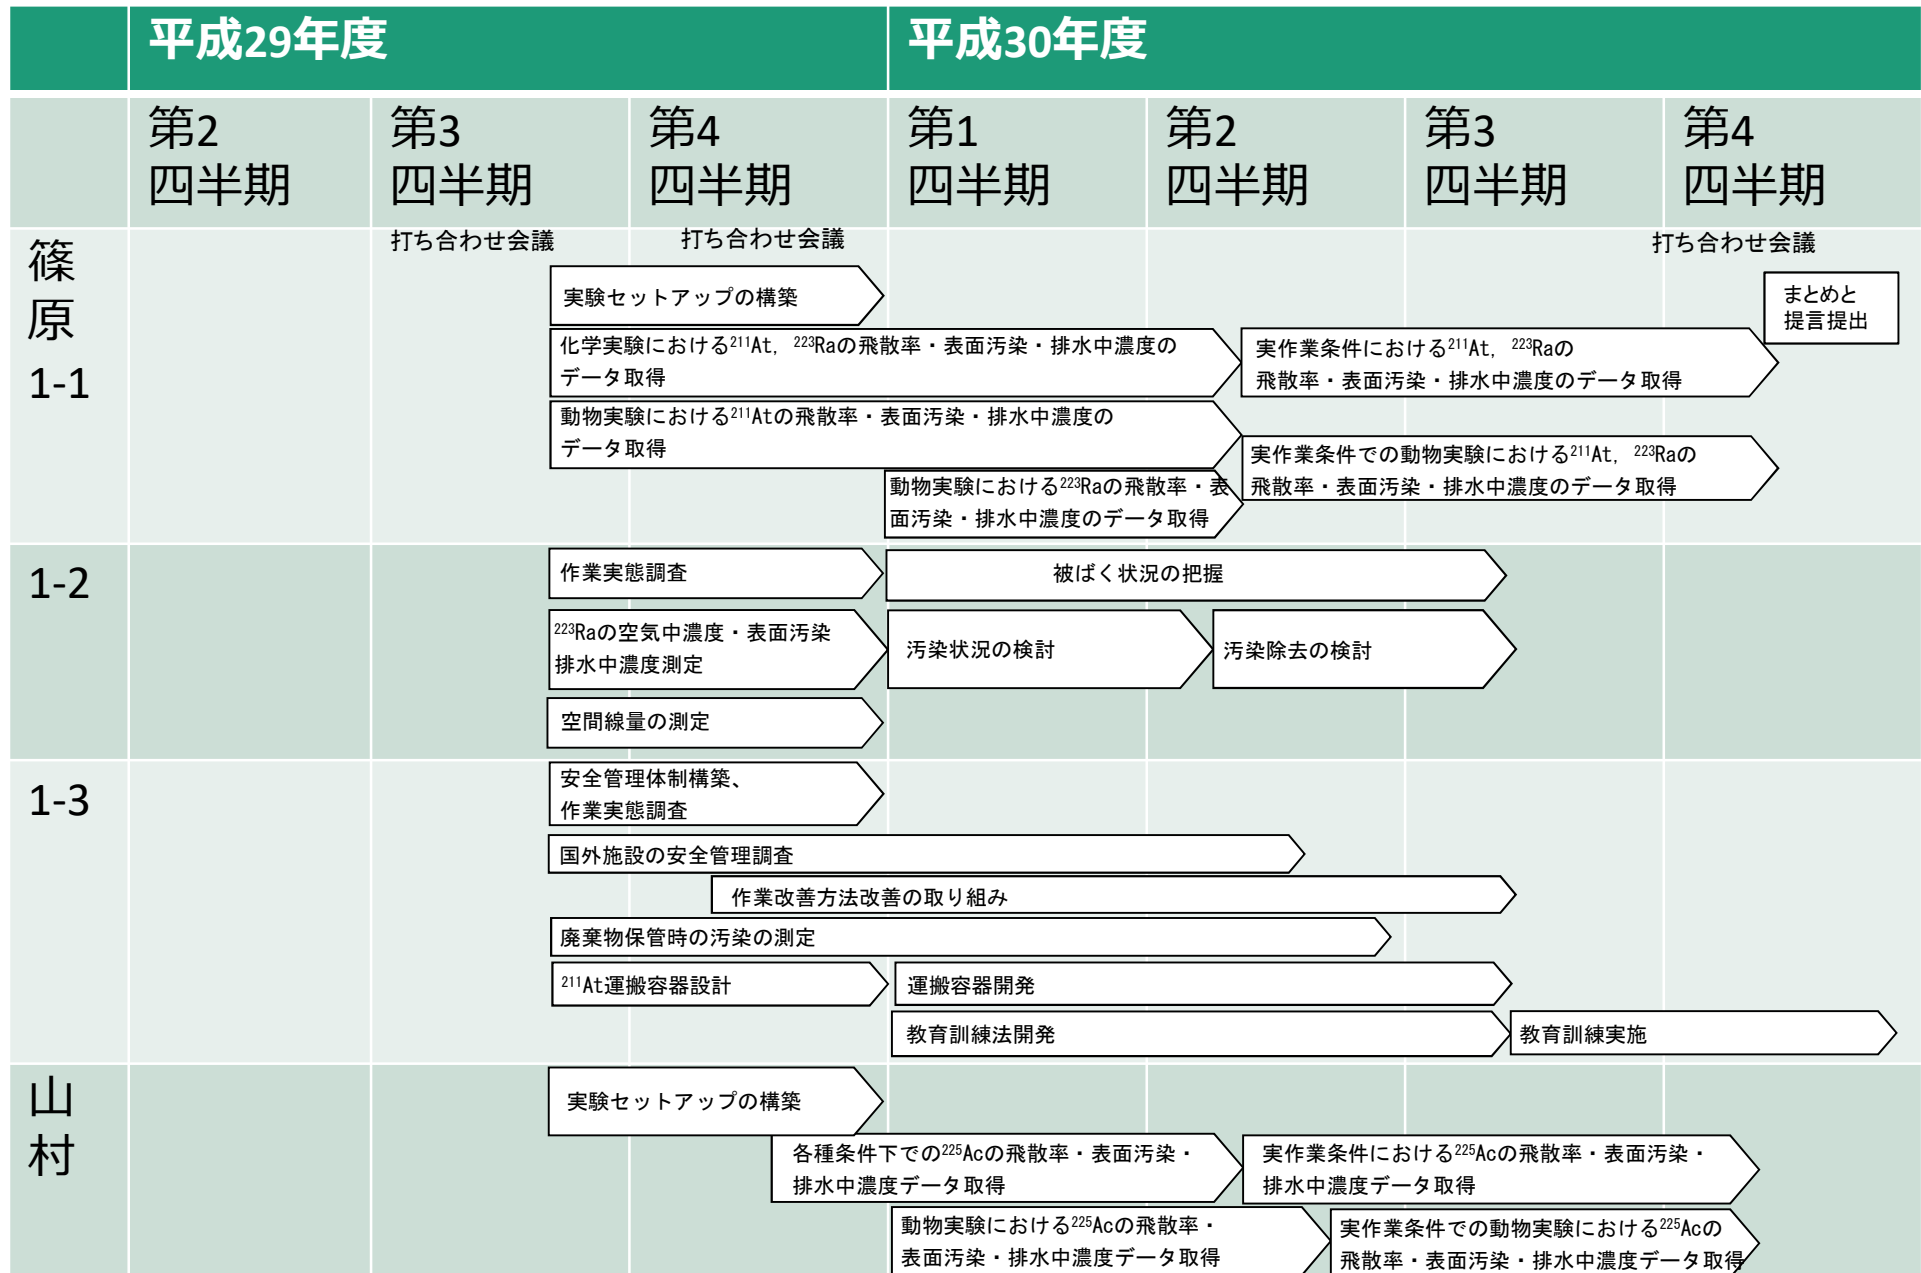 平成29年度
平成30年度
第2
四半期
第3
四半期
第4
四半期
第1
四半期
第2
四半期
第3
四半期
第4
四半期
篠
原
1-1
打ち合わせ会議
打ち合わせ会議
打ち合わせ会議
実験セットアップの構築
まとめと
提言提出
化学実験における²¹¹At, ²²³Raの飛散率・表面汚染・排水中濃度の
データ取得
実作業条件における²¹¹At, ²²³Raの
飛散率・表面汚染・排水中濃度のデータ取得
動物実験における²¹¹Atの飛散率・表面汚染・排水中濃度の
データ取得
実作業条件での動物実験における²¹¹At, ²²³Raの
飛散率・表面汚染・排水中濃度のデータ取得
動物実験における²²³Raの飛散率・表
面汚染・排水中濃度のデータ取得
1-2
作業実態調査
被ばく状況の把握
²²³Raの空気中濃度・表面汚染
排水中濃度測定
汚染状況の検討
汚染除去の検討
空間線量の測定
1-3
安全管理体制構築、
作業実態調査
国外施設の安全管理調査
作業改善方法改善の取り組み
廃棄物保管時の汚染の測定
²¹¹At運搬容器設計
運搬容器開発
教育訓練法開発
教育訓練実施
山
村
実験セットアップの構築
各種条件下での²²⁵Acの飛散率・表面汚染・
排水中濃度データ取得
実作業条件における²²⁵Acの飛散率・表面汚染・
排水中濃度データ取得
動物実験における²²⁵Acの飛散率・
表面汚染・排水中濃度データ取得
実作業条件での動物実験における²²⁵Acの
飛散率・表面汚染・排水中濃度データ取得